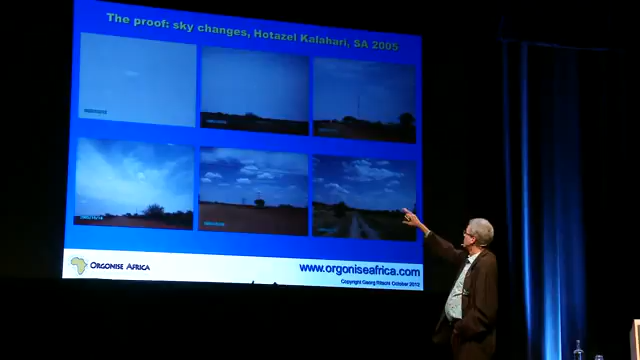 The proof: sky changes, Hotazel Kalahari, SA 2005
ORGONISE AFRICA
www.orgoniseafrica.com
Copyright Georg Ritschl October 2012